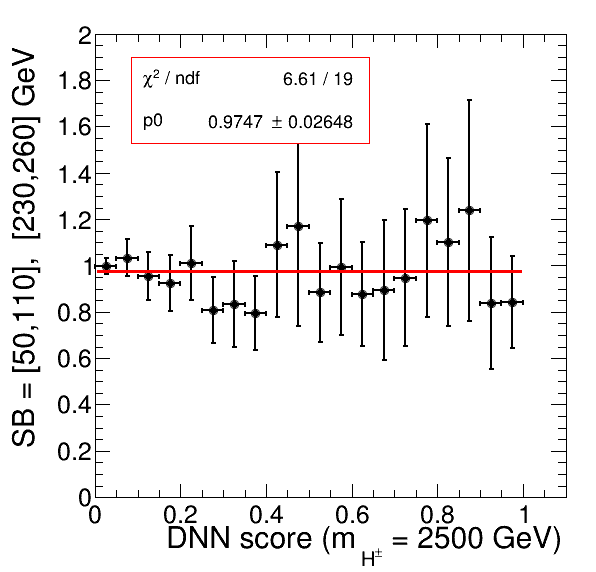 SB = [50,110], [230,260] GeV
2
1.8
1.6
1.4
1.2
1
0.8
0.6
0.4
0.2
0
χ² / ndf 6.61 / 19
p0 0.9747 ± 0.02648
0 0.2 0.4 0.6 0.8 1
DNN score (m_H± = 2500 GeV)